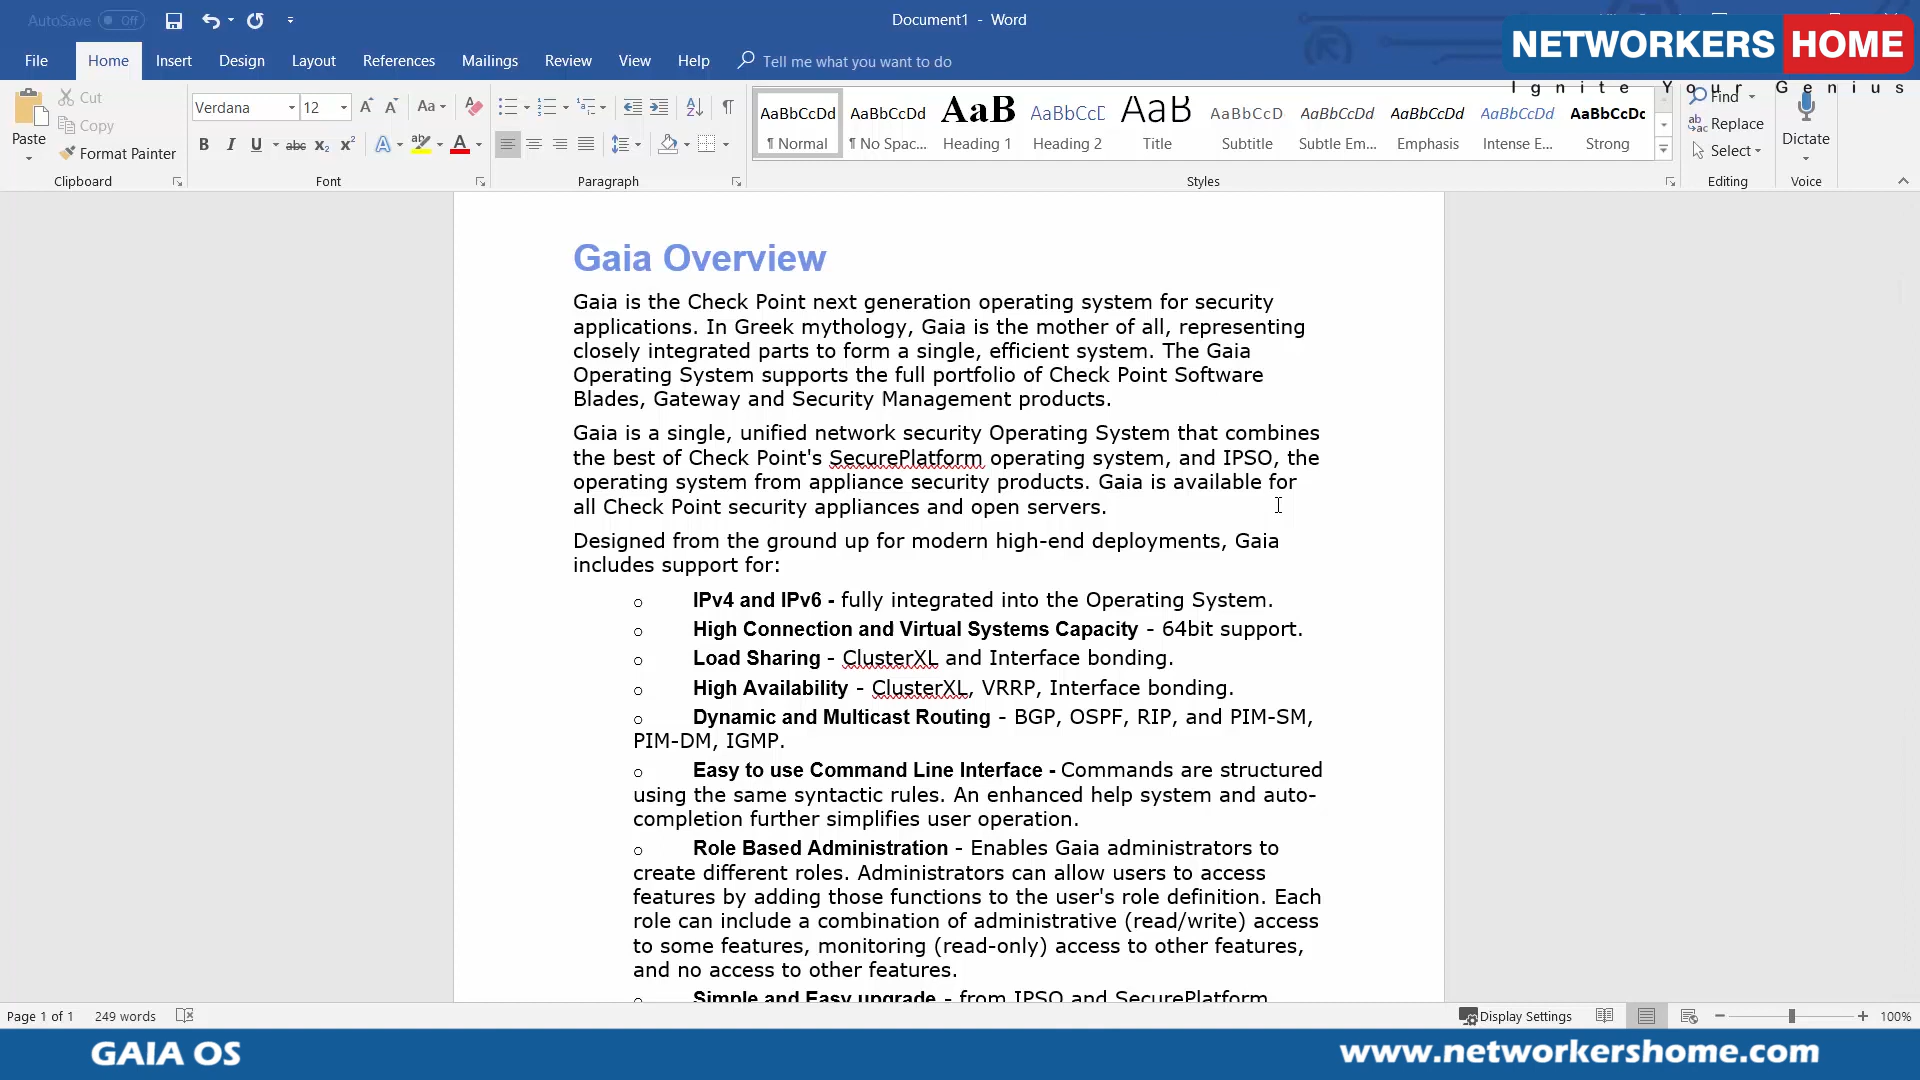 AutoSave Off
Document1 - Word
NETWORKERS HOME
Ignite Your Genius
File Home Insert Design Layout References Mailings Review View Help Tell me what you want to do
Paste
Cut
Copy
Format Painter
Clipboard
Verdana 12
Font
Paragraph
AaBbCcDd AaBbCcDd AaB AaBbCcC AaB AaBbCcD AaBbCcDd AaBbCcDd AaBbCcDd AaBbCcDc
¶ Normal ¶ No Spac... Heading 1 Heading 2 Title Subtitle Subtle Em... Emphasis Intense E... Strong
Styles
Find
Replace
Select
Editing
Dictate
Voice
Gaia Overview
Gaia is the Check Point next generation operating system for security
applications. In Greek mythology, Gaia is the mother of all, representing
closely integrated parts to form a single, efficient system. The Gaia
Operating System supports the full portfolio of Check Point Software
Blades, Gateway and Security Management products.
Gaia is a single, unified network security Operating System that combines
the best of Check Point's SecurePlatform operating system, and IPSO, the
operating system from appliance security products. Gaia is available for
all Check Point security appliances and open servers.
Designed from the ground up for modern high-end deployments, Gaia
includes support for:
o IPv4 and IPv6 - fully integrated into the Operating System.
o High Connection and Virtual Systems Capacity - 64bit support.
o Load Sharing - ClusterXL and Interface bonding.
o High Availability - ClusterXL, VRRP, Interface bonding.
o Dynamic and Multicast Routing - BGP, OSPF, RIP, and PIM-SM,
PIM-DM, IGMP.
o Easy to use Command Line Interface - Commands are structured
using the same syntactic rules. An enhanced help system and auto-
completion further simplifies user operation.
o Role Based Administration - Enables Gaia administrators to
create different roles. Administrators can allow users to access
features by adding those functions to the user's role definition. Each
role can include a combination of administrative (read/write) access
to some features, monitoring (read-only) access to other features,
and no access to other features.
o Simple and Easy upgrade - from IPSO and SecurePlatform.
Page 1 of 1 249 words Display Settings 100%
GAIA OS
www.networkershome.com